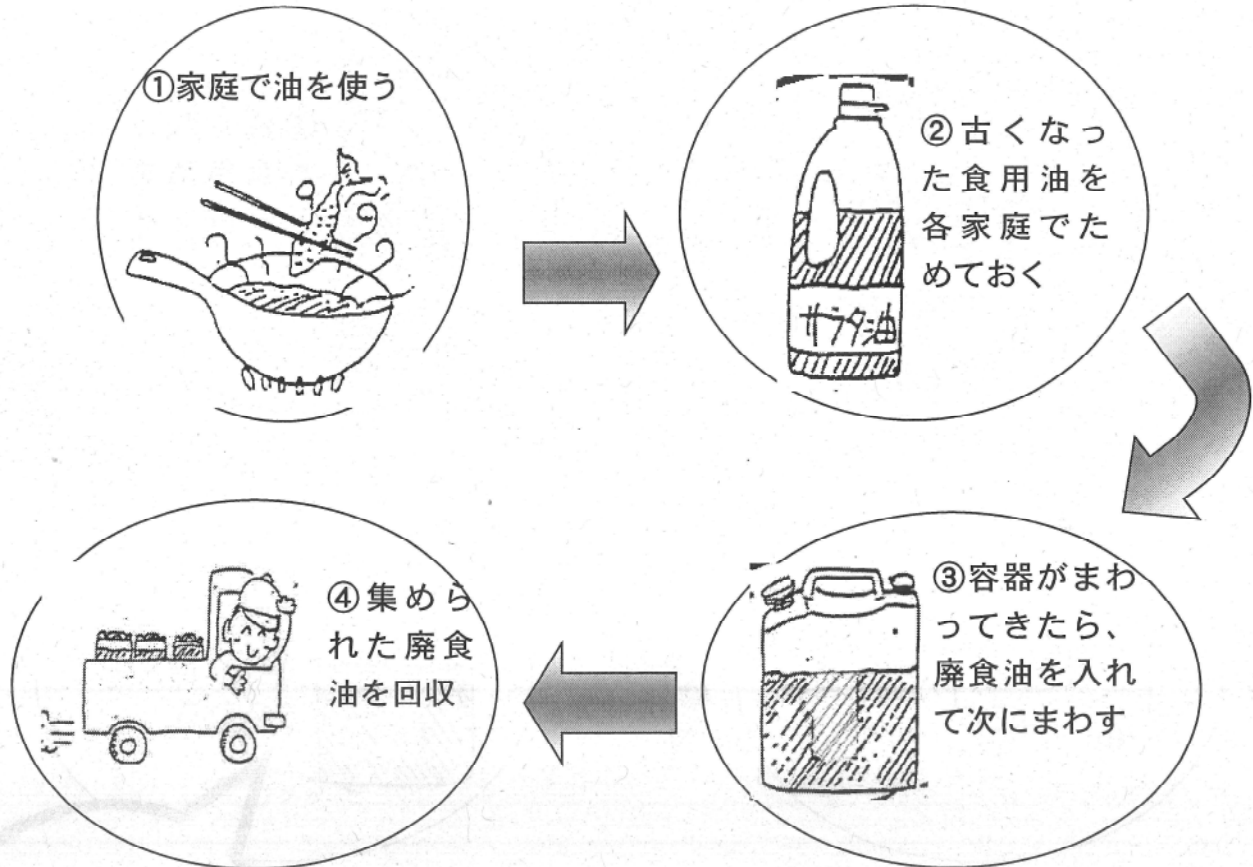 ①家庭で油を使う
②古くなっ
た食用油を
各家庭でた
めておく
サラダ油
③容器がまわ
ってきたら、
廃食油を入れ
て次にまわす
④集めら
れた廃食
油を回収